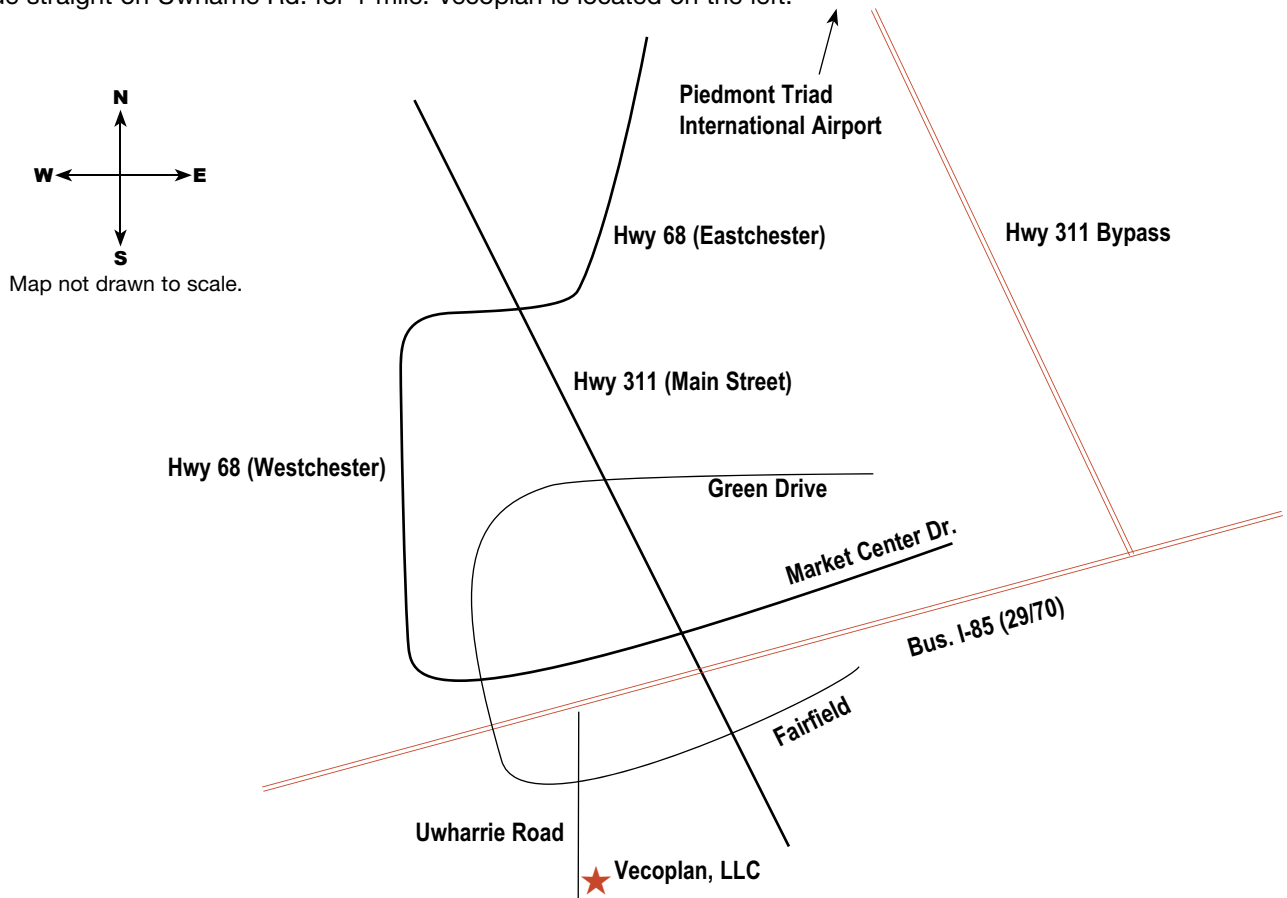 straight on Uwharrie Rd. for 1 mile. Vecoplan is located on the left.
Piedmont Triad
International Airport
N
W
E
S
Map not drawn to scale.
Hwy 68 (Eastchester)
Hwy 311 Bypass
Hwy 311 (Main Street)
Hwy 68 (Westchester)
Green Drive
Market Center Dr.
Bus. I-85 (29/70)
Fairfield
Uwharrie Road
Vecoplan, LLC